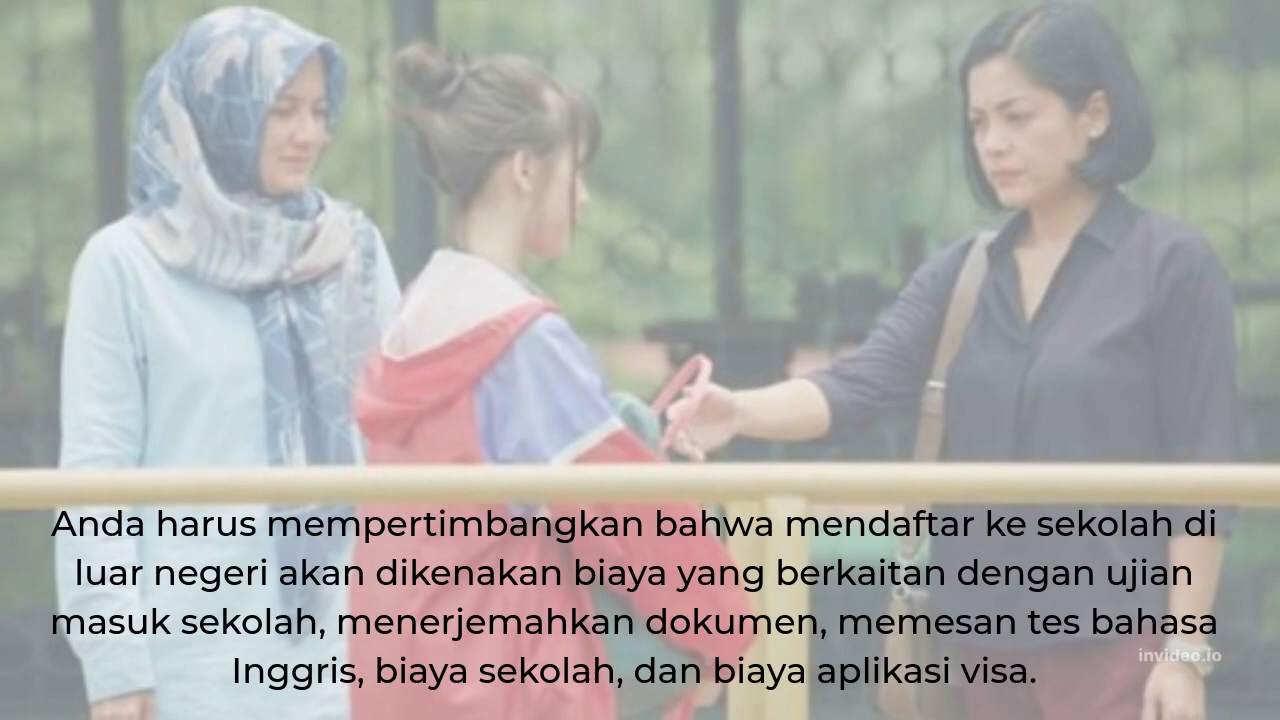 Anda harus mempertimbangkan bahwa mendaftar ke sekolah di
luar negeri akan dikenakan biaya yang berkaitan dengan ujian
masuk sekolah, menerjemahkan dokumen, memesan tes bahasa
Inggris, biaya sekolah, dan biaya aplikasi visa.
invideo.io